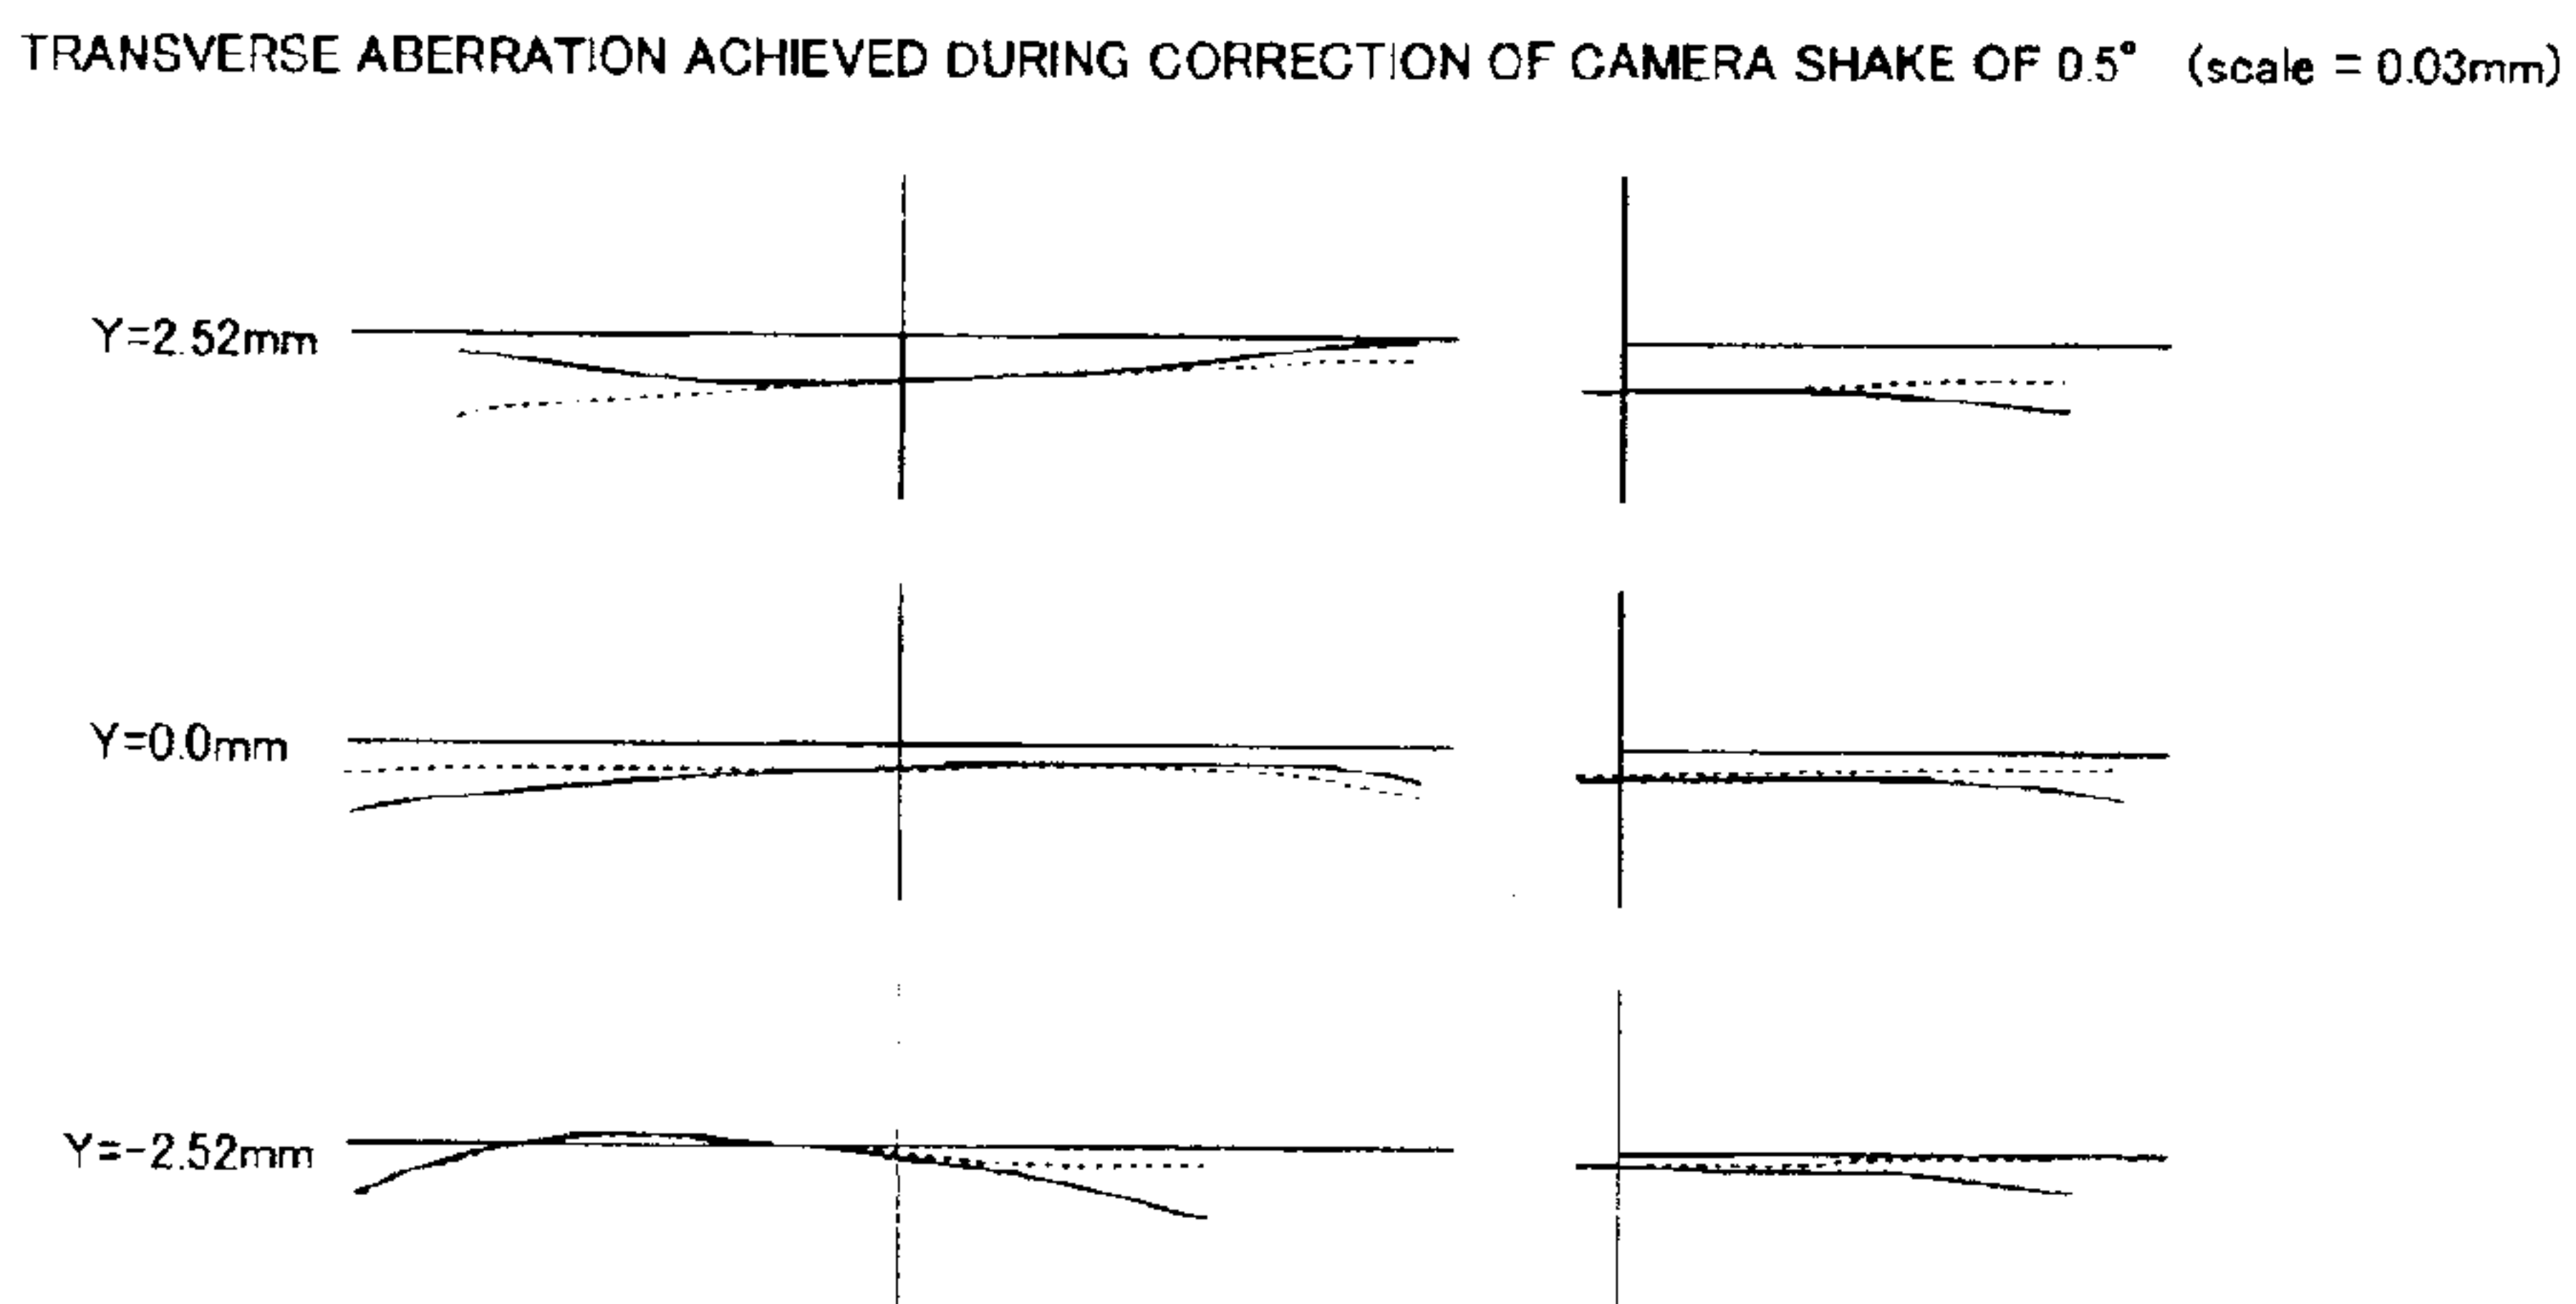 TRANSVERSE ABERRATION ACHIEVED DURING CORRECTION OF CAMERA SHAKE OF 0.5° (scale = 0.03mm)
Y=2.52mm
Y=0.0mm
Y=-2.52mm